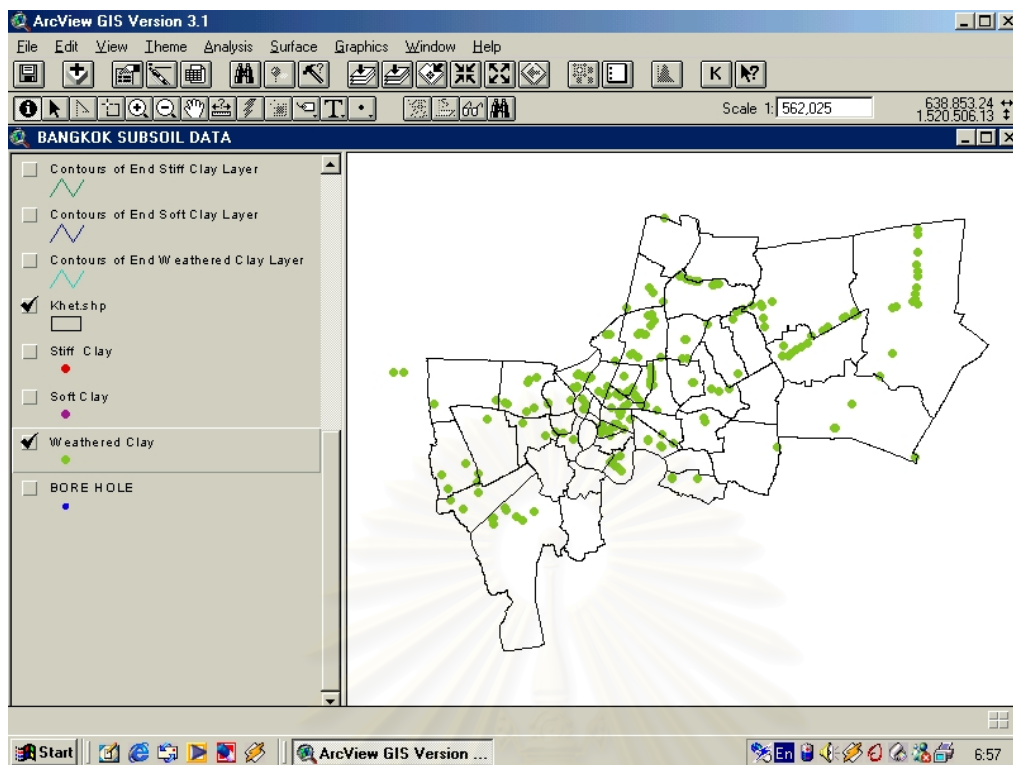 ArcView GIS Version 3.1
File Edit View Theme Analysis Surface Graphics Window Help
K
T
Scale 1: 562,025
638,853.24
1,520,506.13
BANGKOK SUBSOIL DATA
Contours of End Stiff Clay Layer
Contours of End Soft Clay Layer
Contours of End Weathered Clay Layer
Khet.shp
Stiff Clay
Soft Clay
Weathered Clay
BORE HOLE
Start ArcView GIS Version ... En 6:57